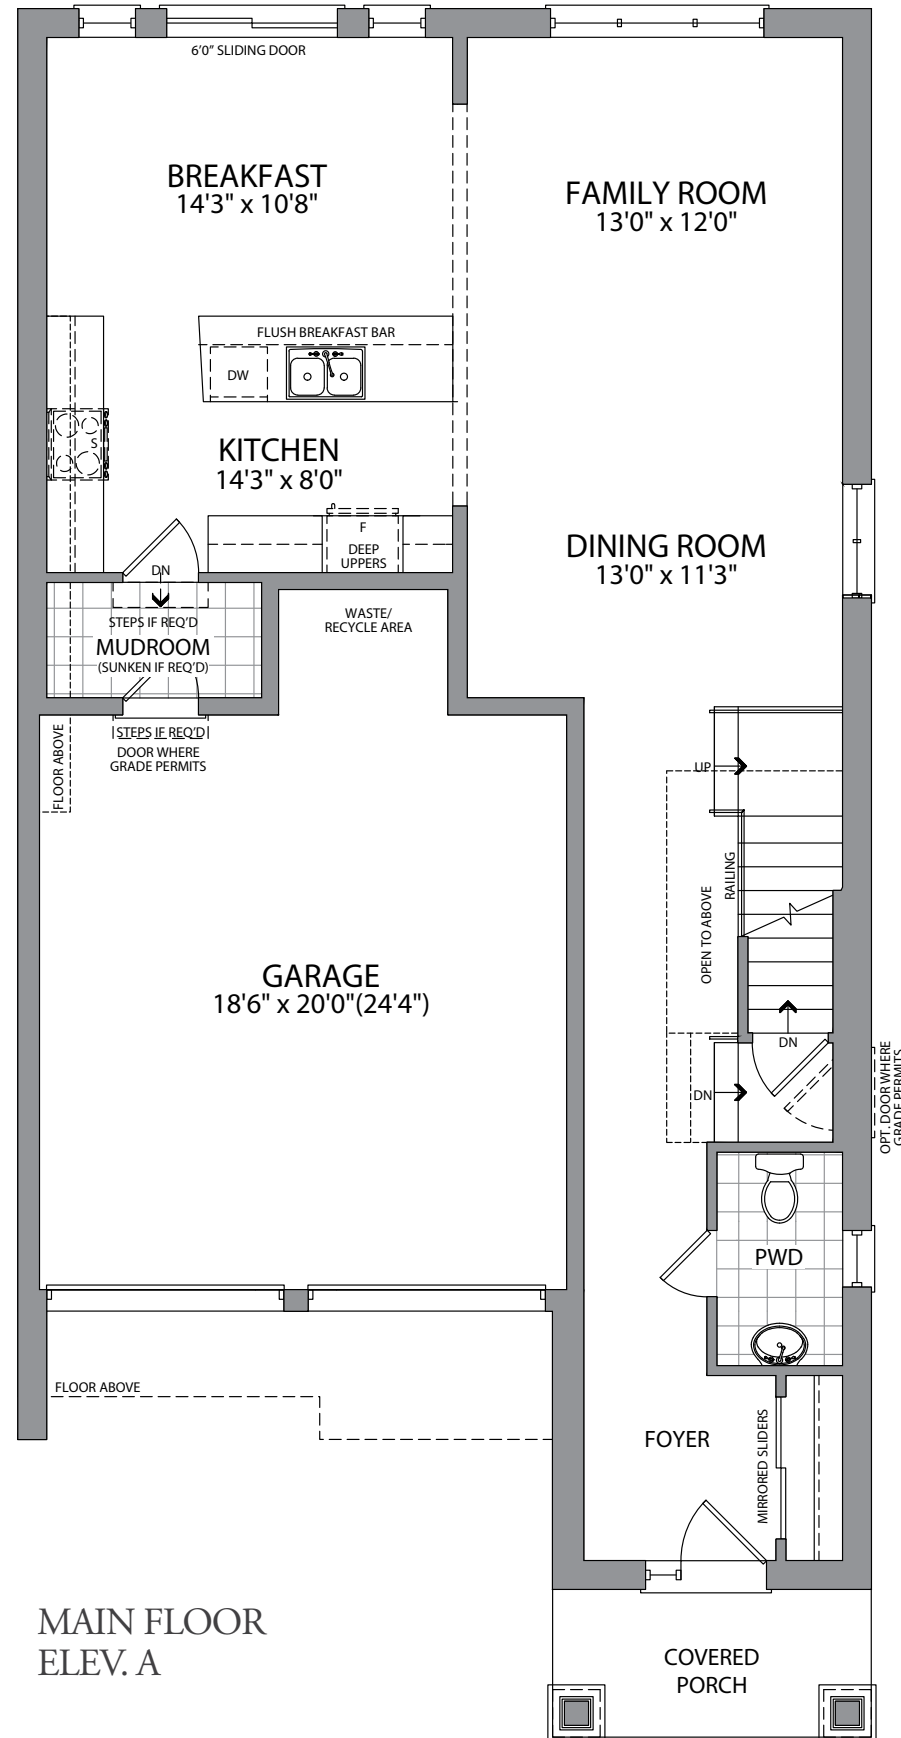 6'0" SLIDING DOOR
BREAKFAST
14'3" x 10'8"
FAMILY ROOM
13'0" x 12'0"
FLUSH BREAKFAST BAR
DW
S
KITCHEN
14'3" x 8'0"
F
DEEP
UPPERS
DINING ROOM
13'0" x 11'3"
DN
STEPS IF REQ'D
MUDROOM
(SUNKEN IF REQ'D)
WASTE/
RECYCLE AREA
STEPS IF REQ'D
DOOR WHERE
GRADE PERMITS
FLOOR ABOVE
UP
RAILING
OPEN TO ABOVE
GARAGE
18'6" x 20'0"(24'4")
DN
DN
OPT. DOOR WHERE
GRADE PERMITS
PWD
FLOOR ABOVE
FOYER
MIRRORED SLIDERS
MAIN FLOOR
ELEV. A
COVERED
PORCH